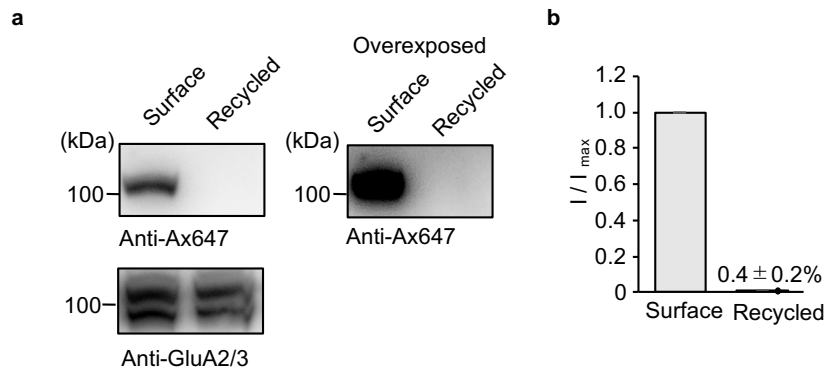 a
Surface
Recycled
(kDa)
100
Anti-Ax647
100
Anti-GluA2/3
Overexposed
Surface
Recycled
(kDa)
100
Anti-Ax647
b
I / I max
1.2
1.0
0.8
0.6
0.4
0.2
0
0.4 ± 0.2%
Surface
Recycled